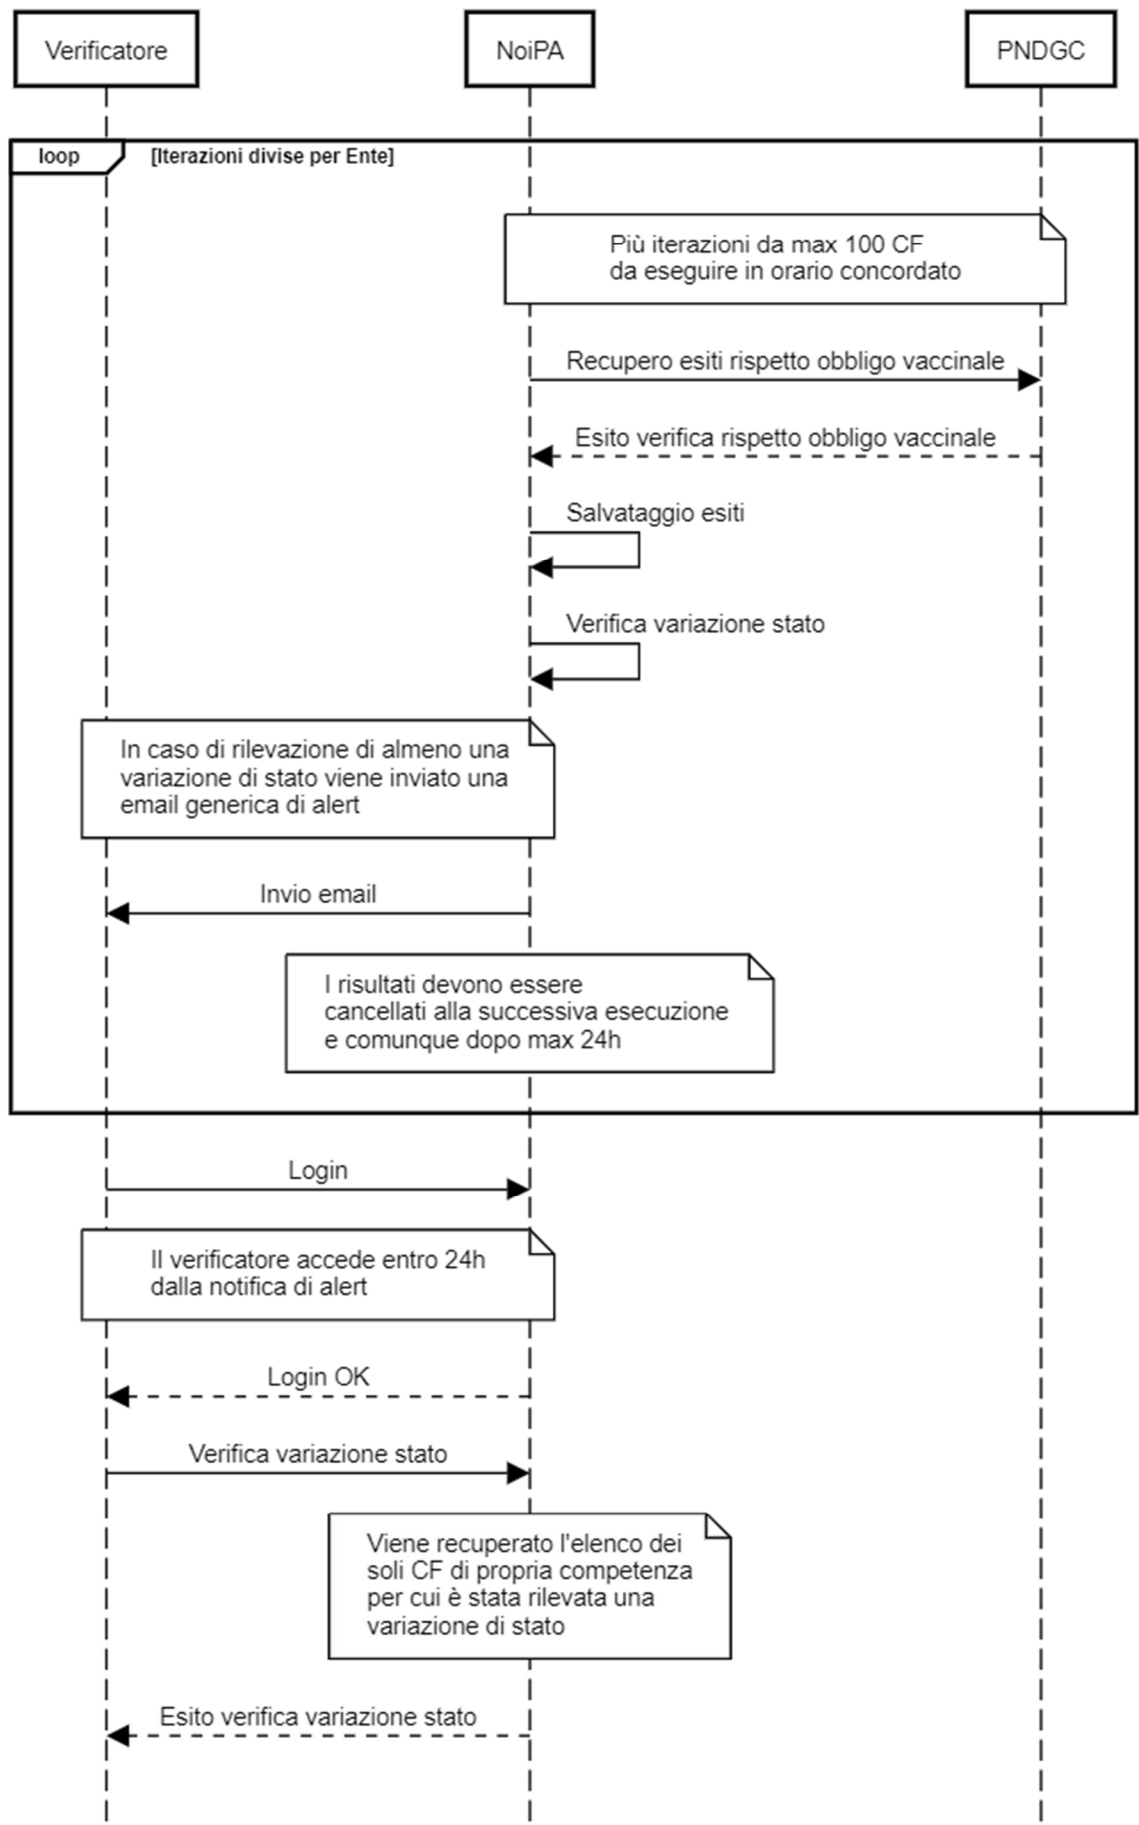 Verificatore
NoiPA
PNDGC
loop
[Iterazioni divise per Ente]
Più iterazioni da max 100 CF
da eseguire in orario concordato
Recupero esiti rispetto obbligo vaccinale
Esito verifica rispetto obbligo vaccinale
Salvataggio esiti
Verifica variazione stato
In caso di rilevazione di almeno una
variazione di stato viene inviato una
email generica di alert
Invio email
I risultati devono essere
cancellati alla successiva esecuzione
e comunque dopo max 24h
Login
Il verificatore accede entro 24h
dalla notifica di alert
Login OK
Verifica variazione stato
Viene recuperato l'elenco dei
soli CF di propria competenza
per cui è stata rilevata una
variazione di stato
Esito verifica variazione stato